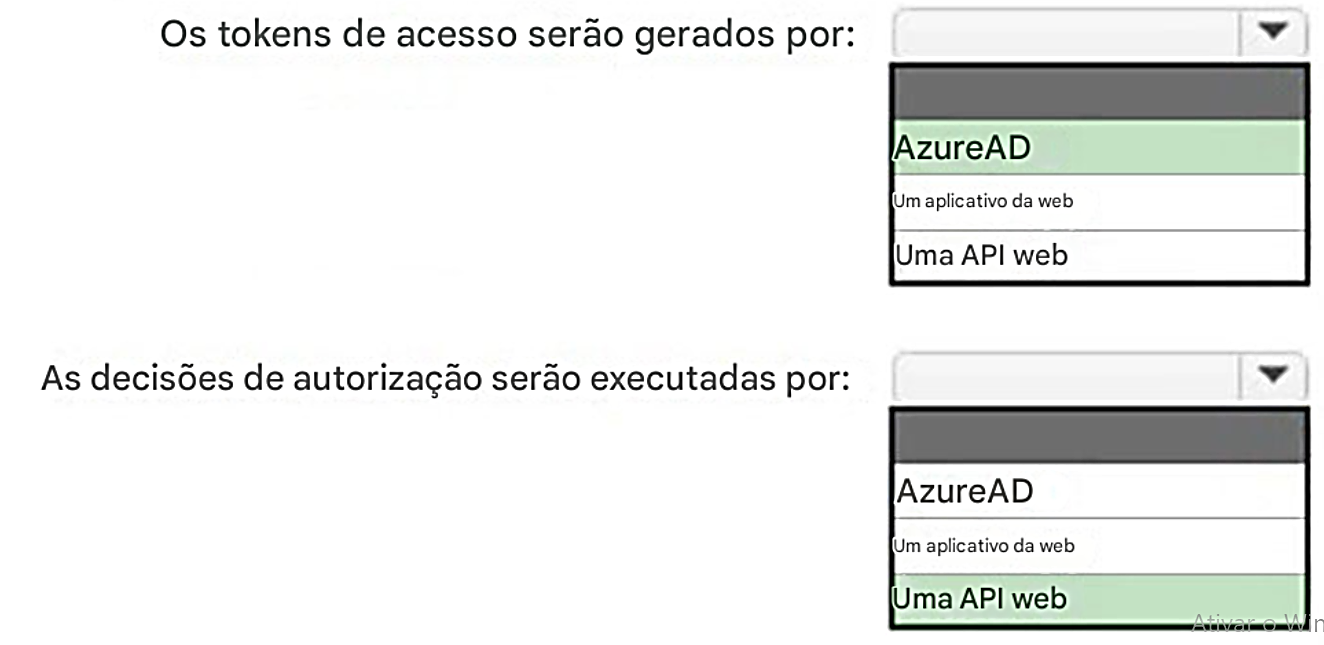 Os tokens de acesso serão gerados por:
AzureAD
Um aplicativo da web
Uma API web
As decisões de autorização serão executadas por:
AzureAD
Um aplicativo da web
Uma API web
Ativar o Win